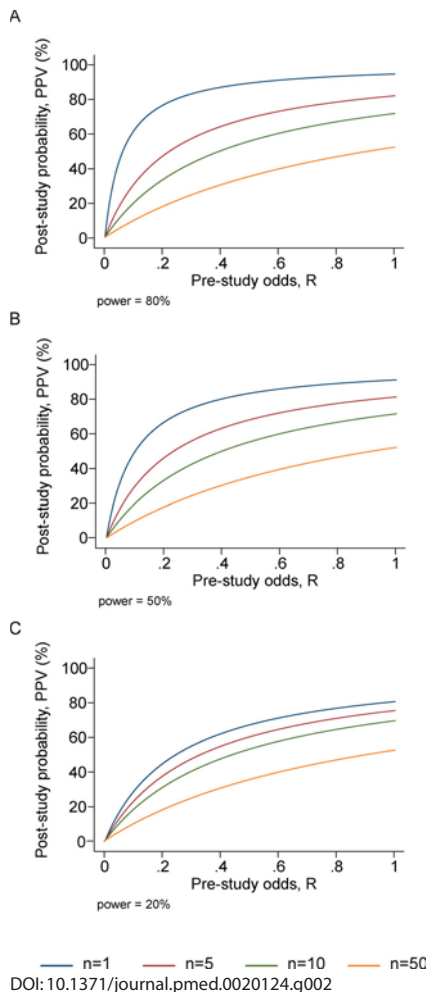 A
Post-study probability, PPV (%)
100
80
60
40
20
0
0 .2 .4 .6 .8 1
Pre-study odds, R
power = 80%
B
Post-study probability, PPV (%)
100
80
60
40
20
0
0 .2 .4 .6 .8 1
Pre-study odds, R
power = 50%
C
Post-study probability, PPV (%)
100
80
60
40
20
0
0 .2 .4 .6 .8 1
Pre-study odds, R
power = 20%
n=1 n=5 n=10 n=50
DOI: 10.1371/journal.pmed.0020124.g002